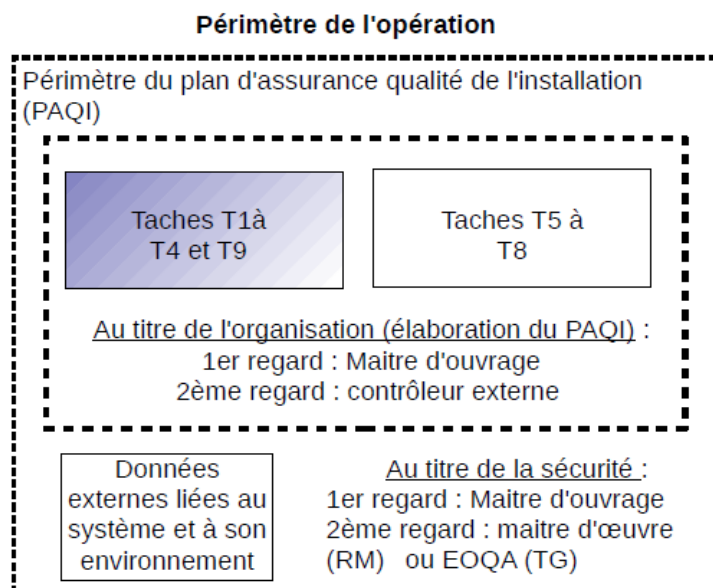 Périmètre de l'opération
Périmètre du plan d'assurance qualité de l'installation
(PAQI)
Taches T1à
T4 et T9
Taches T5 à
T8
Au titre de l'organisation (élaboration du PAQI) :
1er regard : Maitre d'ouvrage
2ème regard : contrôleur externe
Données
externes liées au
système et à son
environnement
Au titre de la sécurité :
1er regard : Maitre d'ouvrage
2ème regard : maitre d'œuvre
(RM) ou EOQA (TG)